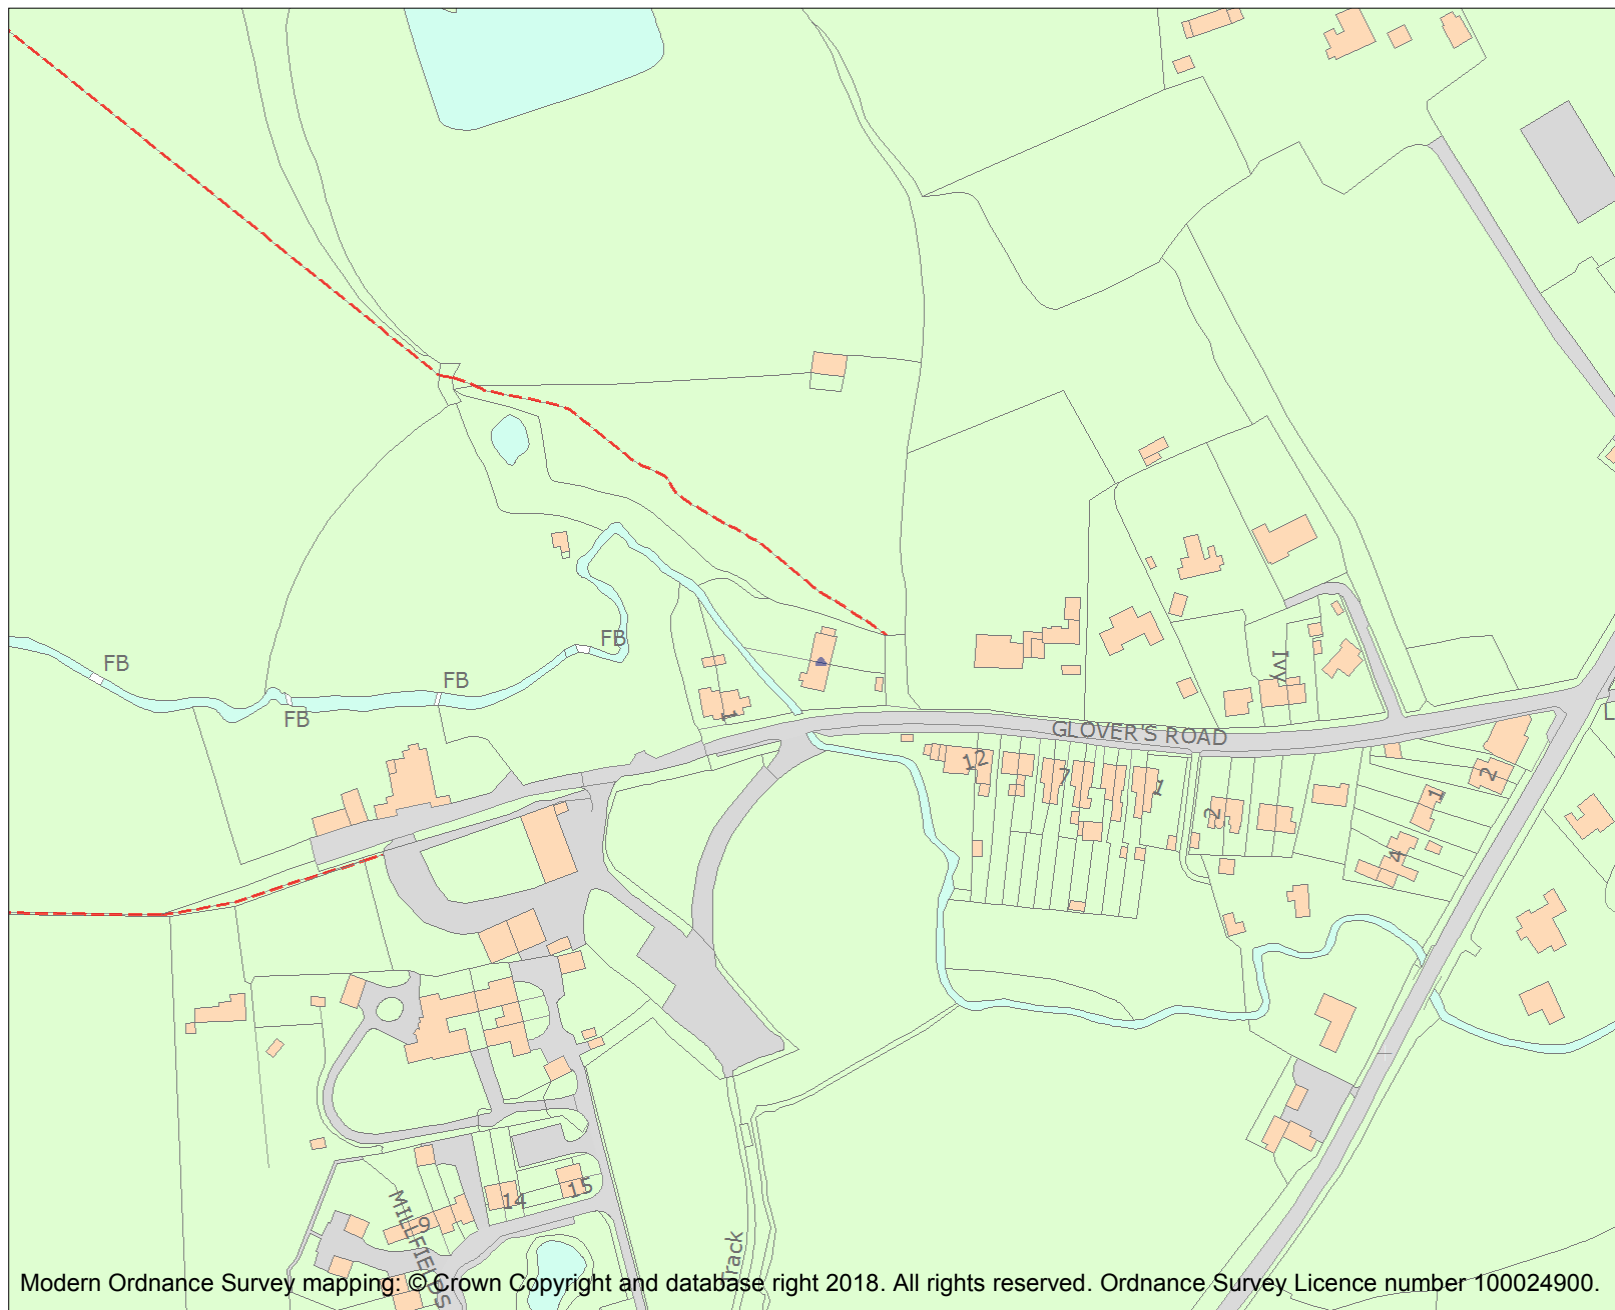 FB
FB
FB
FB
1
IVY
GLOVER'S ROAD
12
7
1
2
2
1
4
L
14
15
9
MILLFIELDS
Track
Modern Ordnance Survey mapping: © Crown Copyright and database right 2018. All rights reserved. Ordnance Survey Licence number 100024900.